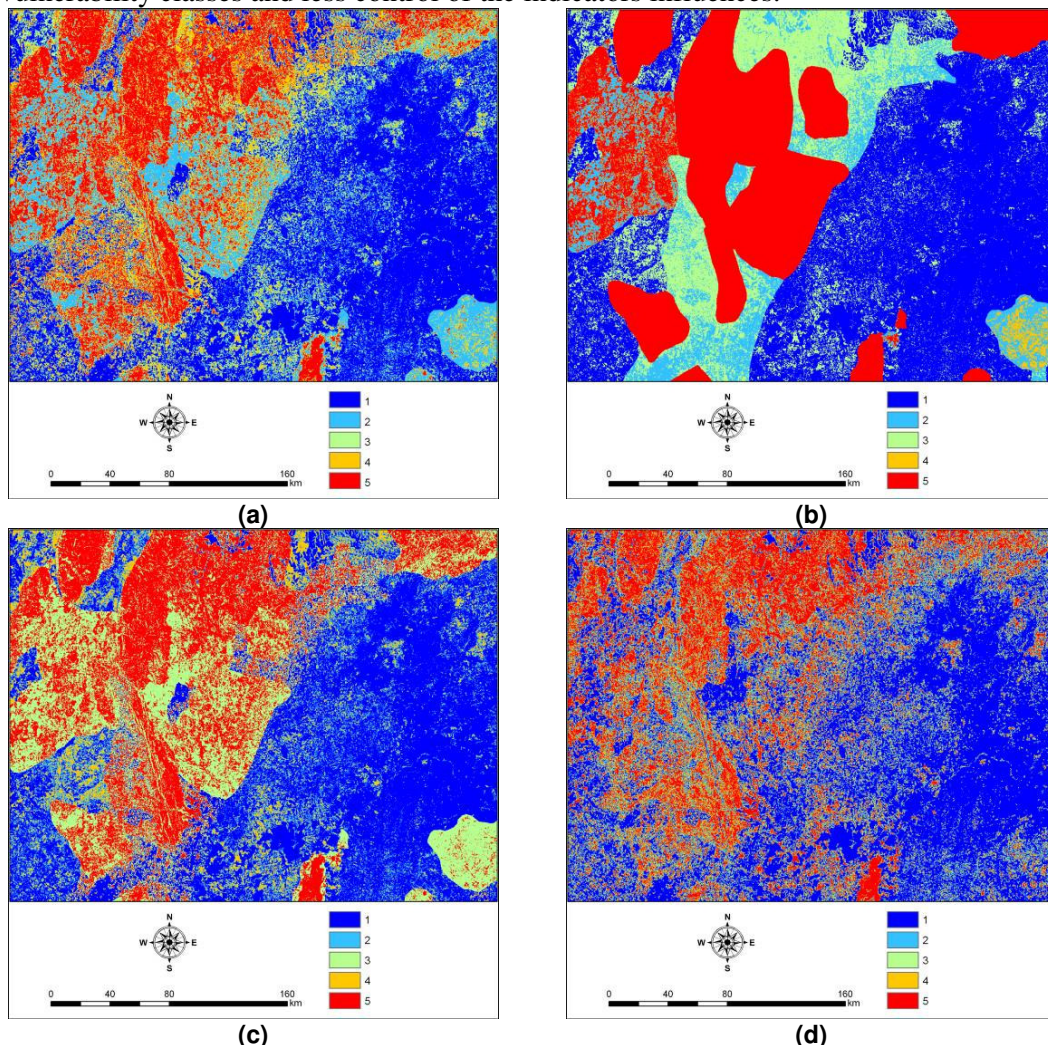 vulnerability classes and less control of the indicators influences.
N
W E
S
0 40 80 160
km
1
2
3
4
5
(a)
N
W E
S
0 40 80 160
km
1
2
3
4
5
(b)
N
W E
S
0 40 80 160
km
1
2
3
4
5
(c)
N
W E
S
0 40 80 160
km
1
2
3
4
5
(d)